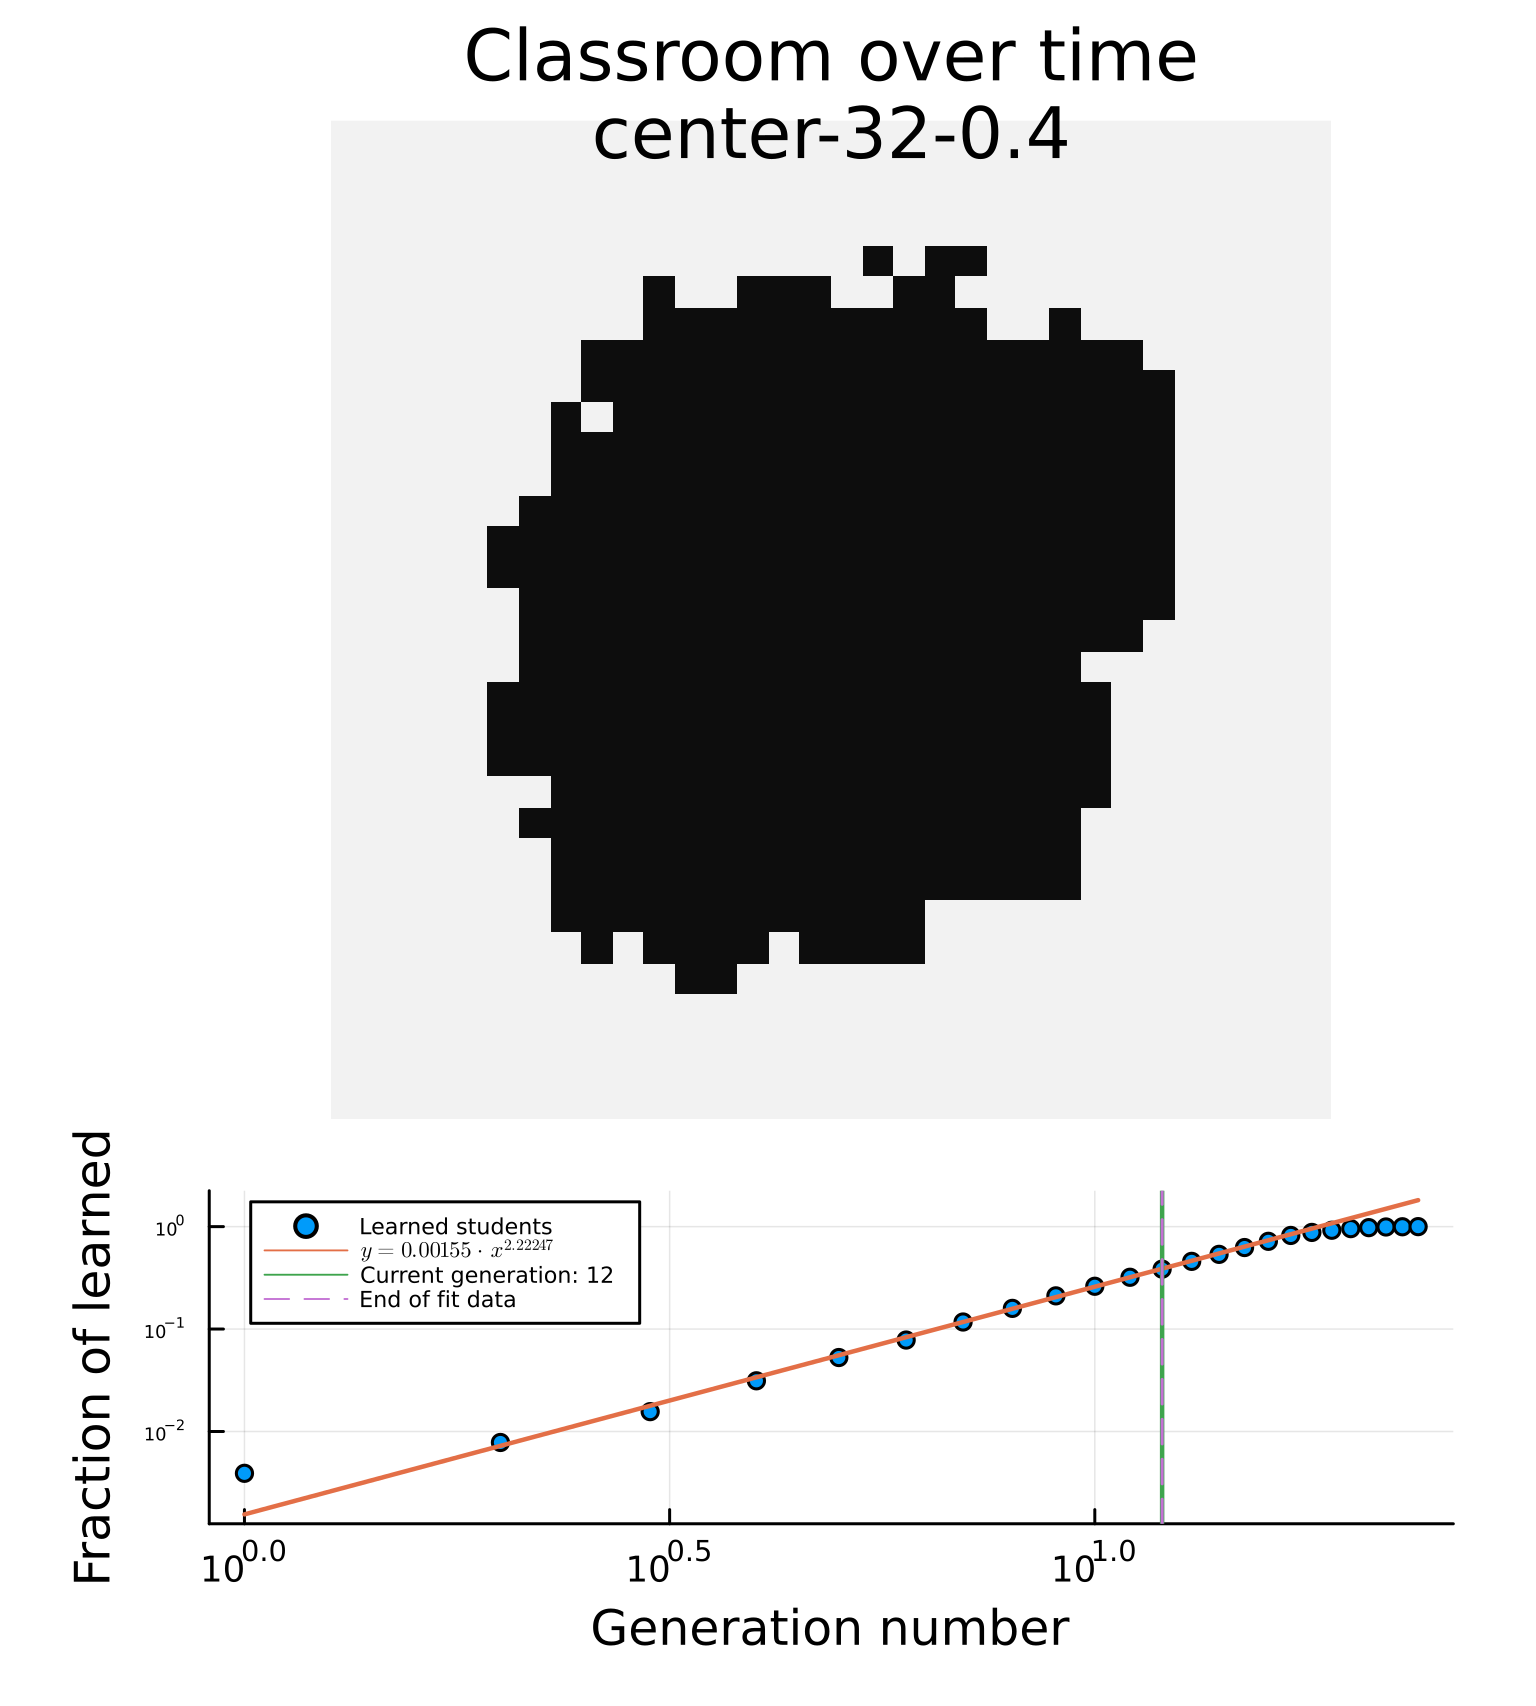 Classroom over time
center-32-0.4
Fraction of learned
10^0
10^-1
10^-2
Learned students
y = 0.00155 · x^2.22247
Current generation: 12
End of fit data
10^0.0
10^0.5
10^1.0
Generation number